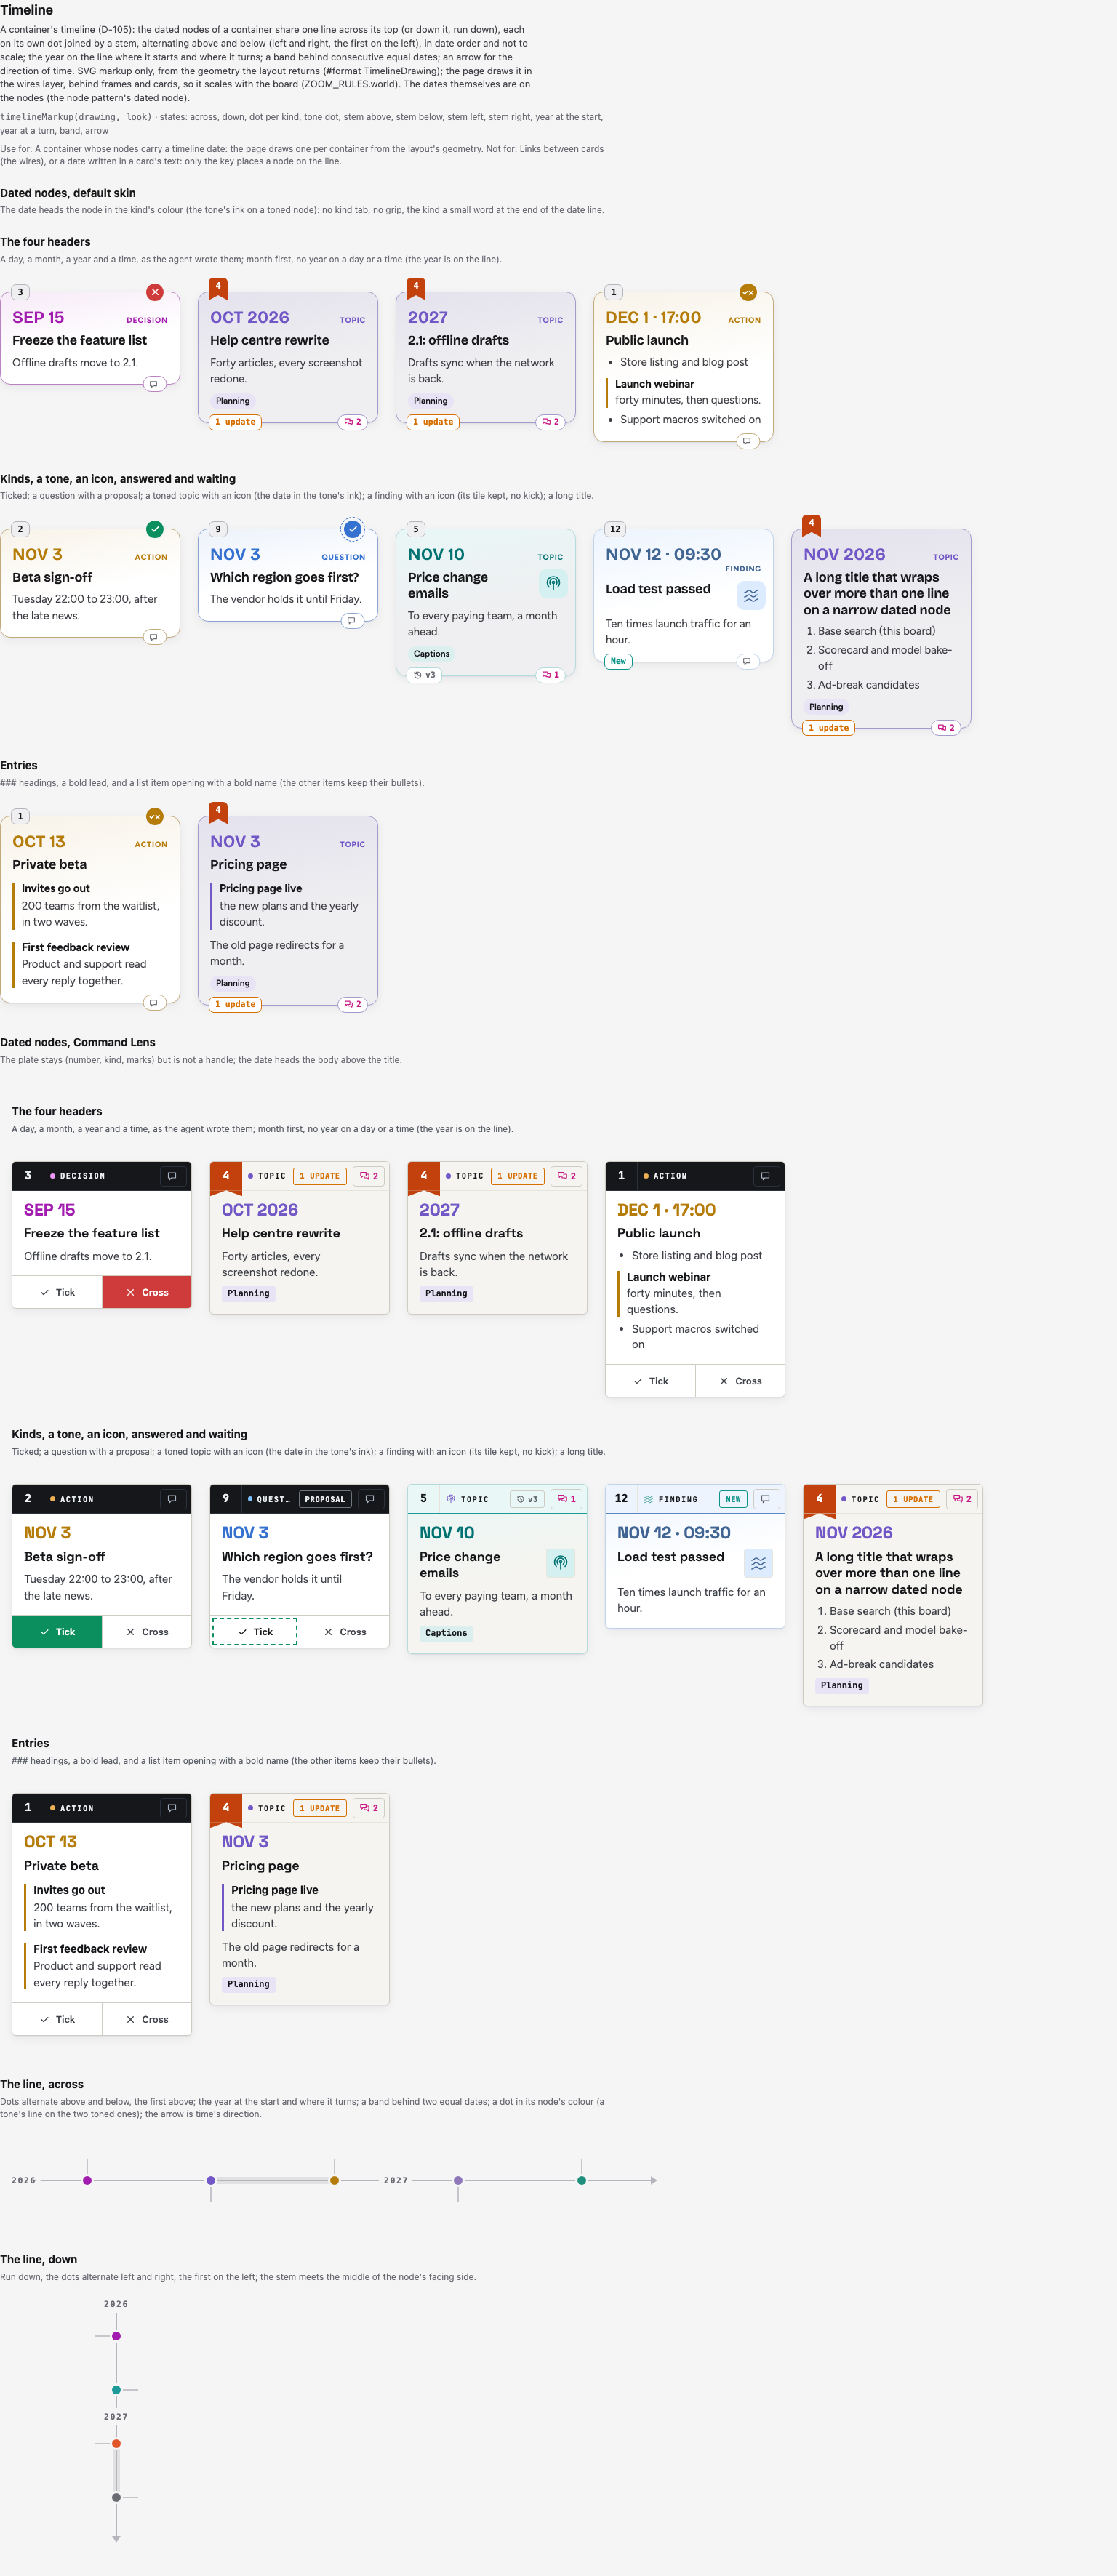 Timeline
A container's timeline (D-105): the dated nodes of a container share one line across its top (or down it, run down), each
on its own dot joined by a stem, alternating above and below (left and right, the first on the left), in date order and not to
scale; the year on the line where it starts and where it turns; a band behind consecutive equal dates; an arrow for the
direction of time. SVG markup only, from the geometry the layout returns (#format TimelineDrawing); the page draws it in
the wires layer, behind frames and cards, so it scales with the board (ZOOM_RULES.world). The dates themselves are on
the nodes (the node pattern's dated node).
timelineMarkup(drawing, look) · states: across, down, dot per kind, tone dot, stem above, stem below, stem left, stem right, year at the start,
year at a turn, band, arrow
Use for: A container whose nodes carry a timeline date: the page draws one per container from the layout's geometry. Not for: Links between cards
(the wires), or a date written in a card's text: only the key places a node on the line.
Dated nodes, default skin
The date heads the node in the kind's colour (the tone's ink on a toned node): no kind tab, no grip, the kind a small word at the end of the date line.
The four headers
A day, a month, a year and a time, as the agent wrote them; month first, no year on a day or a time (the year is on the line).
3
SEP 15 DECISION
Freeze the feature list
Offline drafts move to 2.1.
4
OCT 2026 TOPIC
Help centre rewrite
Forty articles, every screenshot
redone.
Planning
1 update 2
4
2027 TOPIC
2.1: offline drafts
Drafts sync when the network
is back.
Planning
1 update 2
1
DEC 1 · 17:00 ACTION
Public launch
• Store listing and blog post
Launch webinar
forty minutes, then questions.
• Support macros switched on
Kinds, a tone, an icon, answered and waiting
Ticked; a question with a proposal; a toned topic with an icon (the date in the tone's ink); a finding with an icon (its tile kept, no kick); a long title.
2
NOV 3 ACTION
Beta sign-off
Tuesday 22:00 to 23:00, after
the late news.
9
NOV 3 QUESTION
Which region goes first?
The vendor holds it until Friday.
5
NOV 10 TOPIC
Price change
emails
To every paying team, a month
ahead.
Captions
v3 1
12
NOV 12 · 09:30
FINDING
Load test passed
Ten times launch traffic for an
hour.
New
4
NOV 2026 TOPIC
A long title that wraps
over more than one line
on a narrow dated node
1. Base search (this board)
2. Scorecard and model bake-
off
3. Ad-break candidates
Planning
1 update 2
Entries
### headings, a bold lead, and a list item opening with a bold name (the other items keep their bullets).
1
OCT 13 ACTION
Private beta
Invites go out
200 teams from the waitlist,
in two waves.
First feedback review
Product and support read
every reply together.
4
NOV 3 TOPIC
Pricing page
Pricing page live
the new plans and the yearly
discount.
The old page redirects for a
month.
Planning
1 update 2
Dated nodes, Command Lens
The plate stays (number, kind, marks) but is not a handle; the date heads the body above the title.
The four headers
A day, a month, a year and a time, as the agent wrote them; month first, no year on a day or a time (the year is on the line).
3 DECISION
SEP 15
Freeze the feature list
Offline drafts move to 2.1.
Tick Cross
4 TOPIC 1 UPDATE 2
OCT 2026
Help centre rewrite
Forty articles, every
screenshot redone.
Planning
4 TOPIC 1 UPDATE 2
2027
2.1: offline drafts
Drafts sync when the network
is back.
Planning
1 ACTION
DEC 1 · 17:00
Public launch
• Store listing and blog post
Launch webinar
forty minutes, then
questions.
• Support macros switched
on
Tick Cross
Kinds, a tone, an icon, answered and waiting
Ticked; a question with a proposal; a toned topic with an icon (the date in the tone's ink); a finding with an icon (its tile kept, no kick); a long title.
2 ACTION
NOV 3
Beta sign-off
Tuesday 22:00 to 23:00, after
the late news.
Tick Cross
9 QUEST… PROPOSAL
NOV 3
Which region goes first?
The vendor holds it until
Friday.
Tick Cross
5 TOPIC v3 1
NOV 10
Price change
emails
To every paying team, a month
ahead.
Captions
12 FINDING NEW
NOV 12 · 09:30
Load test passed
Ten times launch traffic for an
hour.
4 TOPIC 1 UPDATE 2
NOV 2026
A long title that wraps
over more than one line
on a narrow dated node
1. Base search (this board)
2. Scorecard and model bake-
off
3. Ad-break candidates
Planning
Entries
### headings, a bold lead, and a list item opening with a bold name (the other items keep their bullets).
1 ACTION
OCT 13
Private beta
Invites go out
200 teams from the waitlist,
in two waves.
First feedback review
Product and support read
every reply together.
Tick Cross
4 TOPIC 1 UPDATE 2
NOV 3
Pricing page
Pricing page live
the new plans and the yearly
discount.
The old page redirects for a
month.
Planning
The line, across
Dots alternate above and below, the first above; the year at the start and where it turns; a band behind two equal dates; a dot in its node's colour (a
tone's line on the two toned ones); the arrow is time's direction.
2026 2027
The line, down
Run down, the dots alternate left and right, the first on the left; the stem meets the middle of the node's facing side.
2026
2027